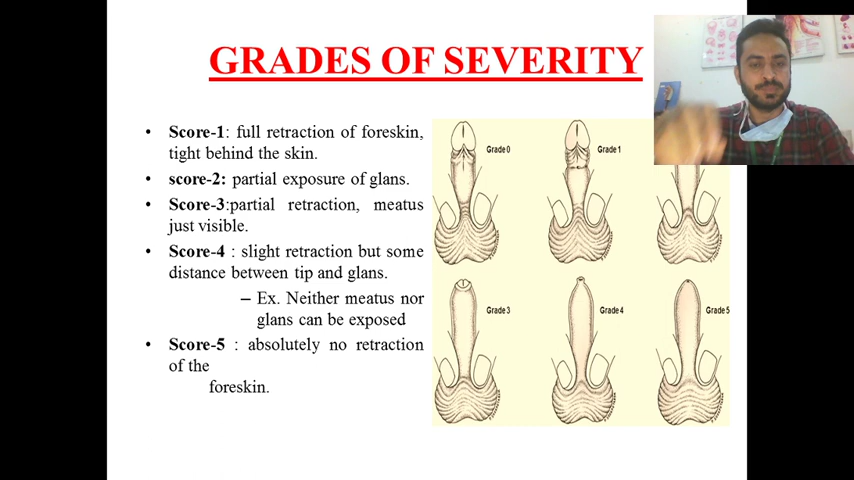 GRADES OF SEVERITY
• Score-1: full retraction of foreskin,
tight behind the skin.
• score-2: partial exposure of glans.
• Score-3:partial retraction, meatus
just visible.
• Score-4 : slight retraction but some
distance between tip and glans.
– Ex. Neither meatus nor
glans can be exposed
• Score-5 : absolutely no retraction
of the
foreskin.
Grade 0
Grade 1
Grade 3
Grade 4
Grade 5